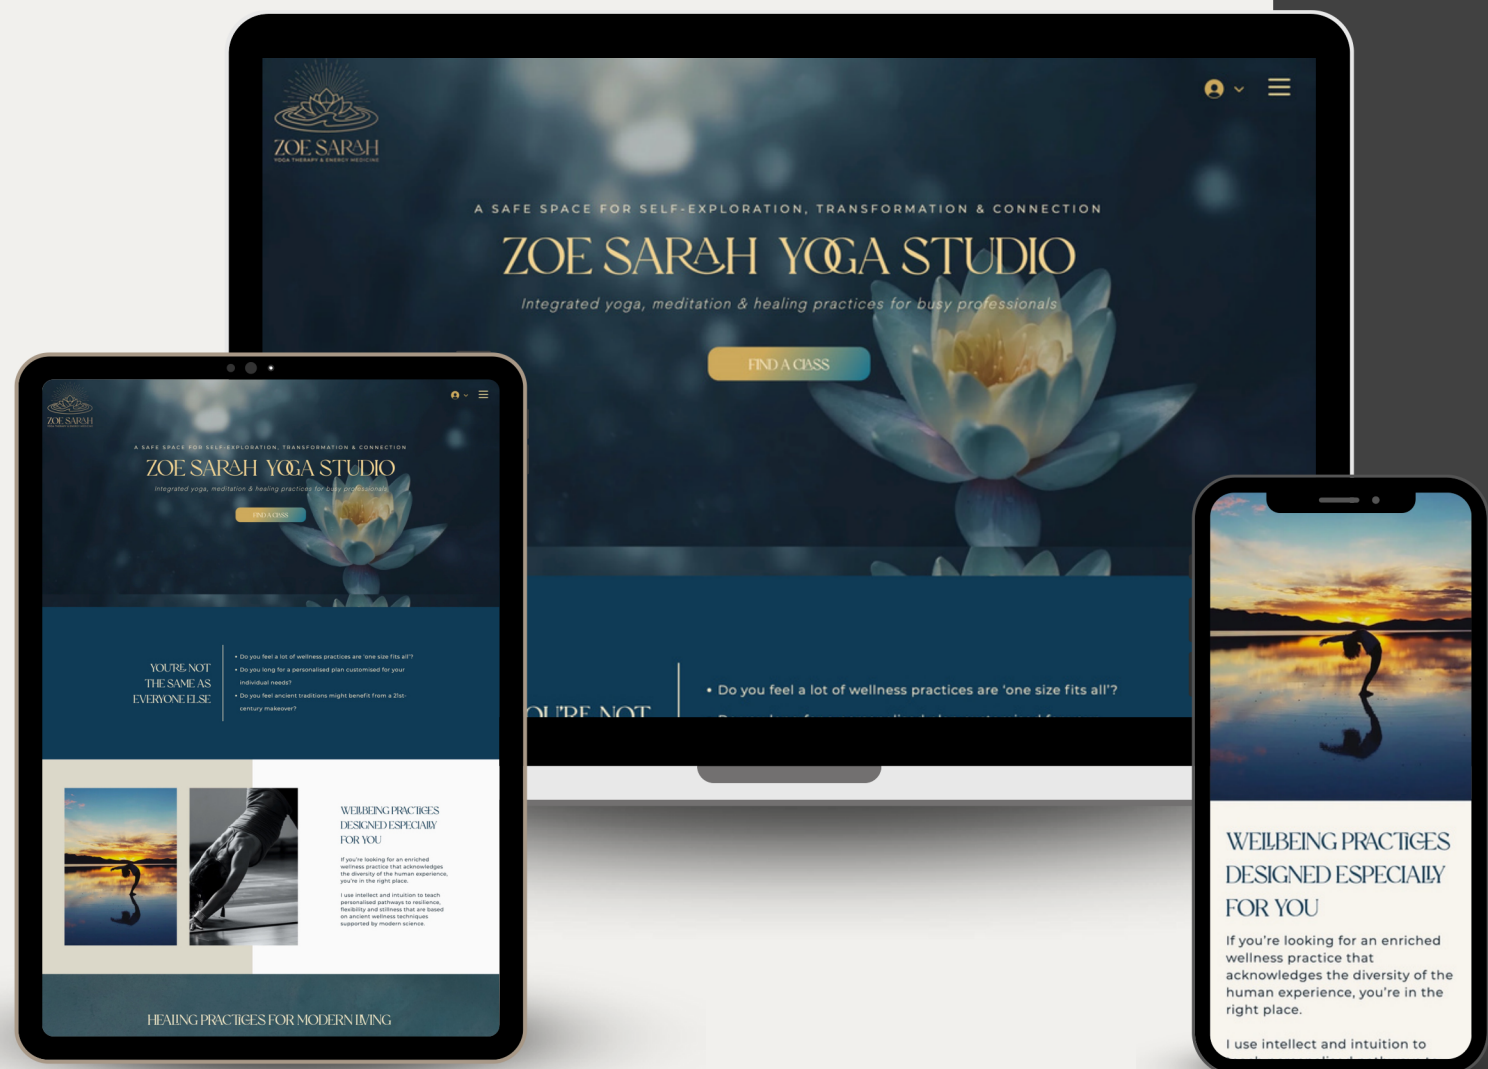 ZOE SARAH
YOGA THERAPY & ENERGY MEDICINE
A SAFE SPACE FOR SELF-EXPLORATION, TRANSFORMATION & CONNECTION
ZOE SARAH YOGA STUDIO
Integrated yoga, meditation & healing practices for busy professionals
FIND A CLASS
YOU'RE NOT
• Do you feel a lot of wellness practices are 'one size fits all'?
ZOE SARAH
A SAFE SPACE FOR SELF-EXPLORATION, TRANSFORMATION & CONNECTION
ZOE SARAH YOGA STUDIO
Integrated yoga, meditation & healing practices for busy professionals
FIND A CLASS
YOU'RE NOT
THE SAME AS
EVERYONE ELSE
• Do you feel a lot of wellness practices are 'one size fits all'?
• Do you long for a personalised plan customised for your
individual needs?
• Do you feel ancient traditions might benefit from a 21st-
century makeover?
WELLBEING PRACTICES
DESIGNED ESPECIALLY
FOR YOU
If you're looking for an enriched
wellness practice that acknowledges
the diversity of the human experience,
you're in the right place.
I use intellect and intuition to teach
personalised pathways to resilience,
flexibility and stillness that are based
on ancient wellness techniques
supported by modern science.
HEALING PRACTICES FOR MODERN LIVING
WELLBEING PRACTICES
DESIGNED ESPECIALLY
FOR YOU
If you're looking for an enriched
wellness practice that
acknowledges the diversity of the
human experience, you're in the
right place.
I use intellect and intuition to